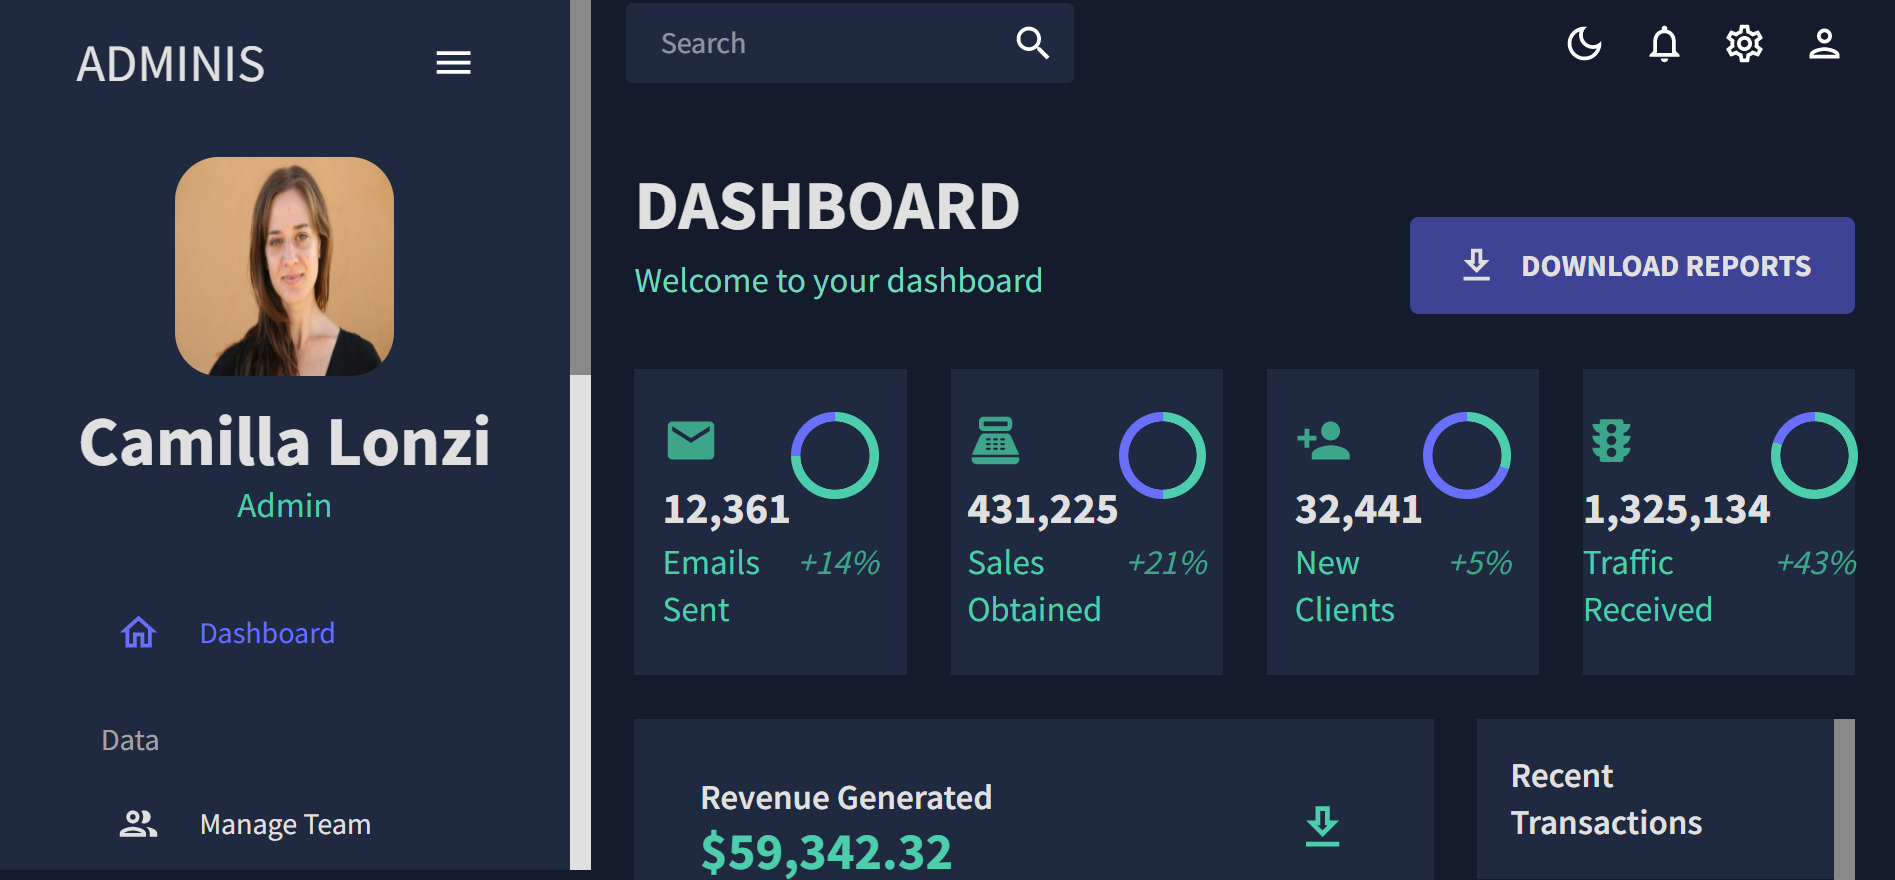 ADMINIS
Search
Camilla Lonzi
Admin
Dashboard
Data
Manage Team
DASHBOARD
Welcome to your dashboard
DOWNLOAD REPORTS
12,361
Emails +14%
Sent
431,225
Sales +21%
Obtained
32,441
New +5%
Clients
1,325,134
Traffic +43%
Received
Revenue Generated
$59,342.32
Recent
Transactions